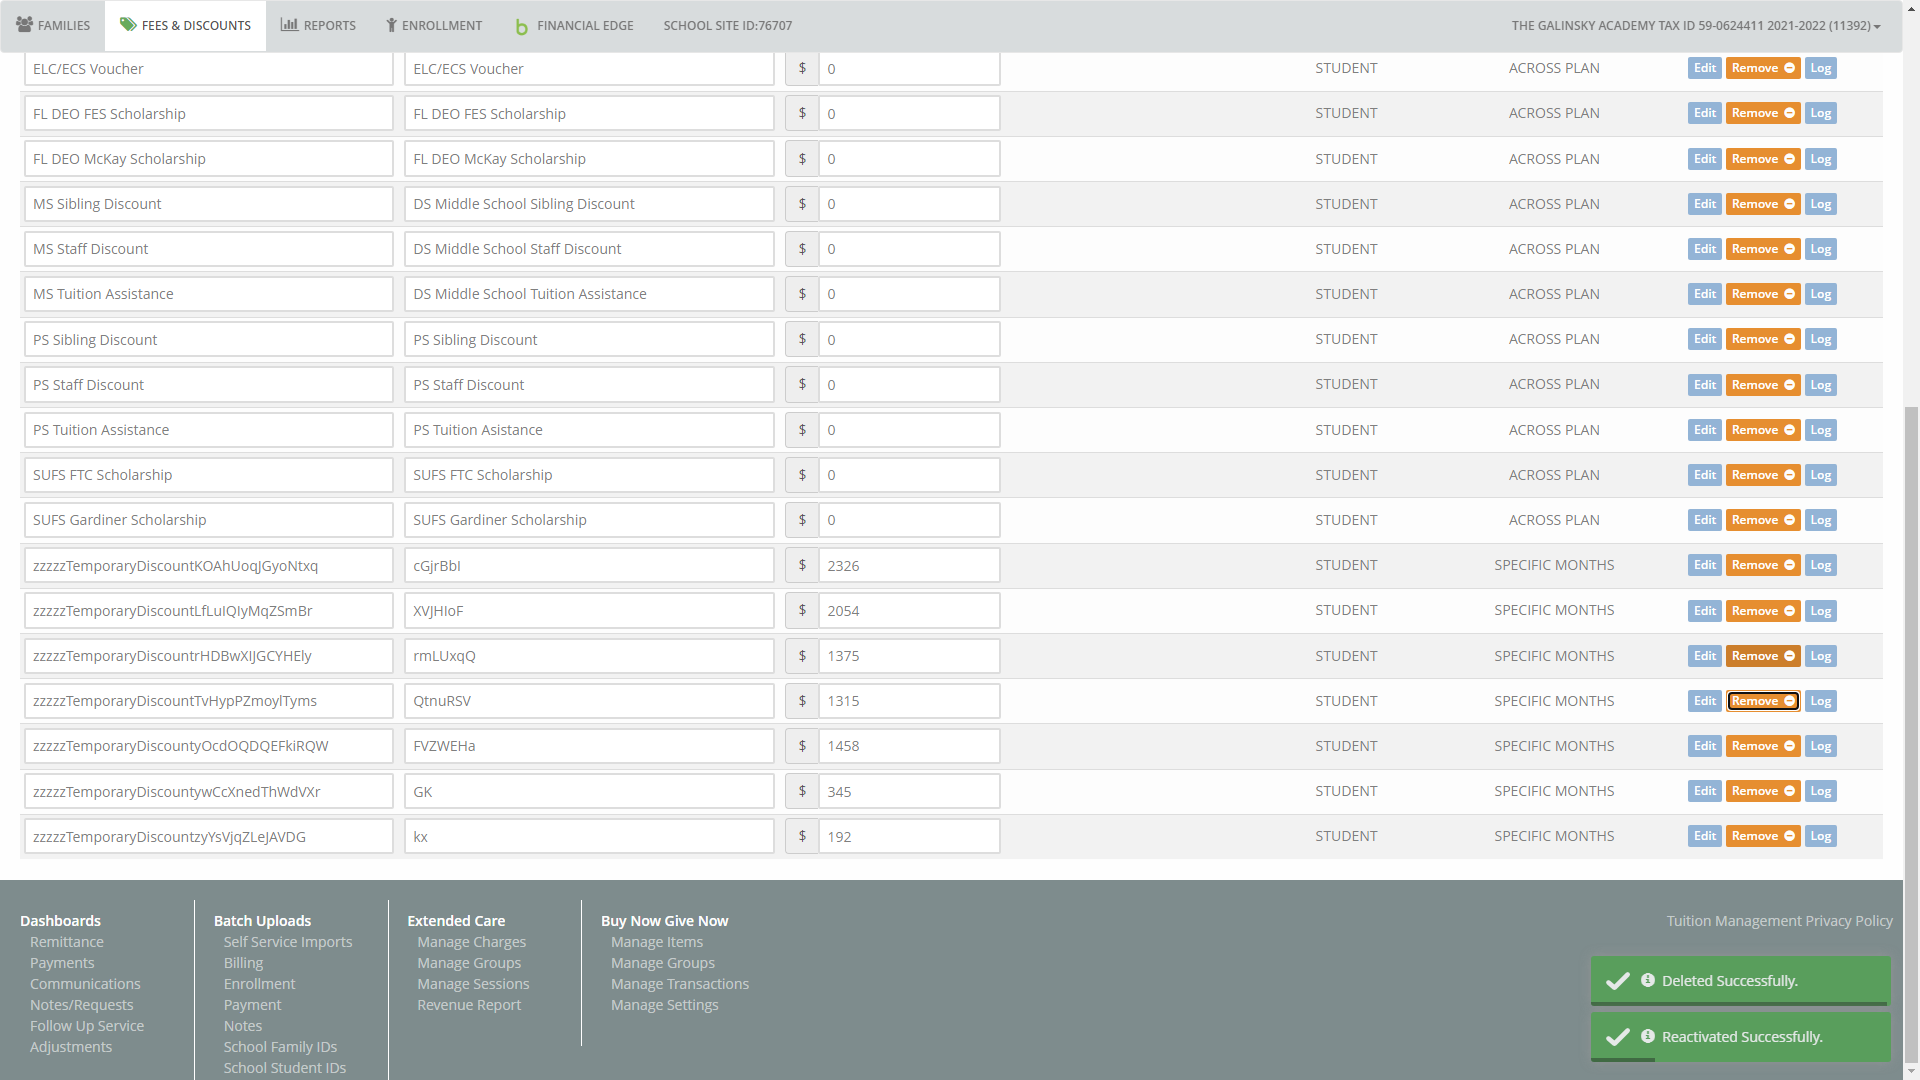 FAMILIES FEES & DISCOUNTS REPORTS ENROLLMENT FINANCIAL EDGE SCHOOL SITE ID:76707 THE GALINSKY ACADEMY TAX ID 59-0624411 2021-2022 (11392)
ELC/ECS Voucher ELC/ECS Voucher $ 0 STUDENT ACROSS PLAN Edit Remove Log
FL DEO FES Scholarship FL DEO FES Scholarship $ 0 STUDENT ACROSS PLAN Edit Remove Log
FL DEO McKay Scholarship FL DEO McKay Scholarship $ 0 STUDENT ACROSS PLAN Edit Remove Log
MS Sibling Discount DS Middle School Sibling Discount $ 0 STUDENT ACROSS PLAN Edit Remove Log
MS Staff Discount DS Middle School Staff Discount $ 0 STUDENT ACROSS PLAN Edit Remove Log
MS Tuition Assistance DS Middle School Tuition Assistance $ 0 STUDENT ACROSS PLAN Edit Remove Log
PS Sibling Discount PS Sibling Discount $ 0 STUDENT ACROSS PLAN Edit Remove Log
PS Staff Discount PS Staff Discount $ 0 STUDENT ACROSS PLAN Edit Remove Log
PS Tuition Assistance PS Tuition Asistance $ 0 STUDENT ACROSS PLAN Edit Remove Log
SUFS FTC Scholarship SUFS FTC Scholarship $ 0 STUDENT ACROSS PLAN Edit Remove Log
SUFS Gardiner Scholarship SUFS Gardiner Scholarship $ 0 STUDENT ACROSS PLAN Edit Remove Log
zzzzzTemporaryDiscountKOAhUoqJGyoNtxq cGjrBbI $ 2326 STUDENT SPECIFIC MONTHS Edit Remove Log
zzzzzTemporaryDiscountLfLuIQIyMqZSmBr XVJHIoF $ 2054 STUDENT SPECIFIC MONTHS Edit Remove Log
zzzzzTemporaryDiscountrHDBwXIJGCYHEly rmLUxqQ $ 1375 STUDENT SPECIFIC MONTHS Edit Remove Log
zzzzzTemporaryDiscountTvHypPZmoylTyms QtnuRSV $ 1315 STUDENT SPECIFIC MONTHS Edit Remove Log
zzzzzTemporaryDiscountyOcdOQDQEFkiRQW FVZWEHa $ 1458 STUDENT SPECIFIC MONTHS Edit Remove Log
zzzzzTemporaryDiscountywCcXnedThWdVXr GK $ 345 STUDENT SPECIFIC MONTHS Edit Remove Log
zzzzzTemporaryDiscountzyYsVjqZLeJAVDG kx $ 192 STUDENT SPECIFIC MONTHS Edit Remove Log
Dashboards
Remittance
Payments
Communications
Notes/Requests
Follow Up Service
Adjustments
Batch Uploads
Self Service Imports
Billing
Enrollment
Payment
Notes
School Family IDs
School Student IDs
Extended Care
Manage Charges
Manage Groups
Manage Sessions
Revenue Report
Buy Now Give Now
Manage Items
Manage Groups
Manage Transactions
Manage Settings
Tuition Management Privacy Policy
Deleted Successfully.
Reactivated Successfully.